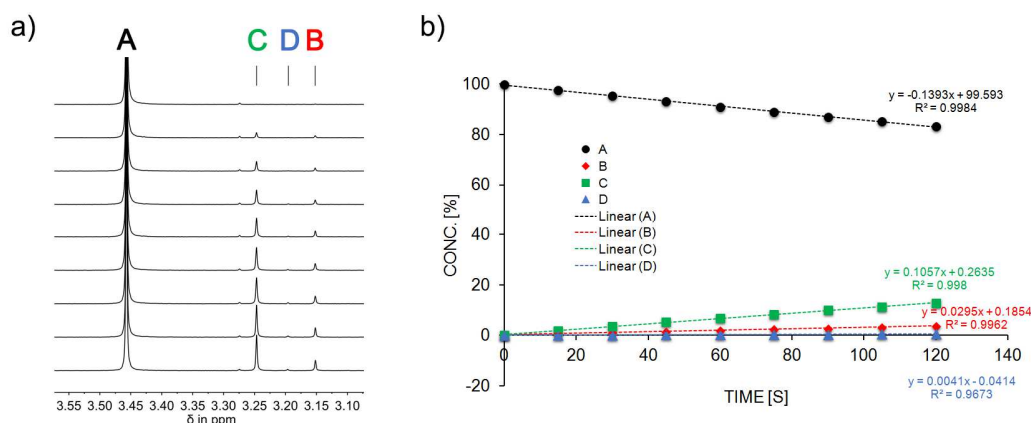 a)
A
C
D
B
3.55 3.50 3.45 3.40 3.35 3.30 3.25 3.20 3.15 3.10
δ in ppm
b)
CONC. [%]
100
80
60
40
20
0
-20
0 20 40 60 80 100 120 140
TIME [S]
A
B
C
D
Linear (A)
Linear (B)
Linear (C)
Linear (D)
y = -0.1393x + 99.593
R² = 0.9984
y = 0.1057x + 0.2635
R² = 0.998
y = 0.0295x + 0.1854
R² = 0.9962
y = 0.0041x - 0.0414
R² = 0.9673